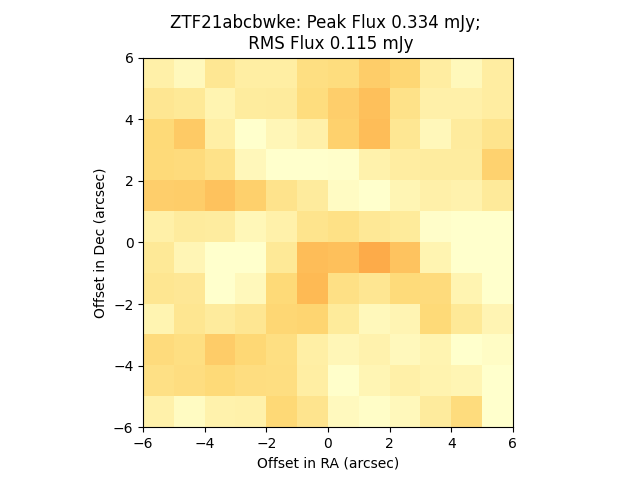 ZTF21abcbwke: Peak Flux 0.334 mJy;
RMS Flux 0.115 mJy
6
4
2
0
−2
−4
−6
Offset in Dec (arcsec)
−6 −4 −2 0 2 4 6
Offset in RA (arcsec)